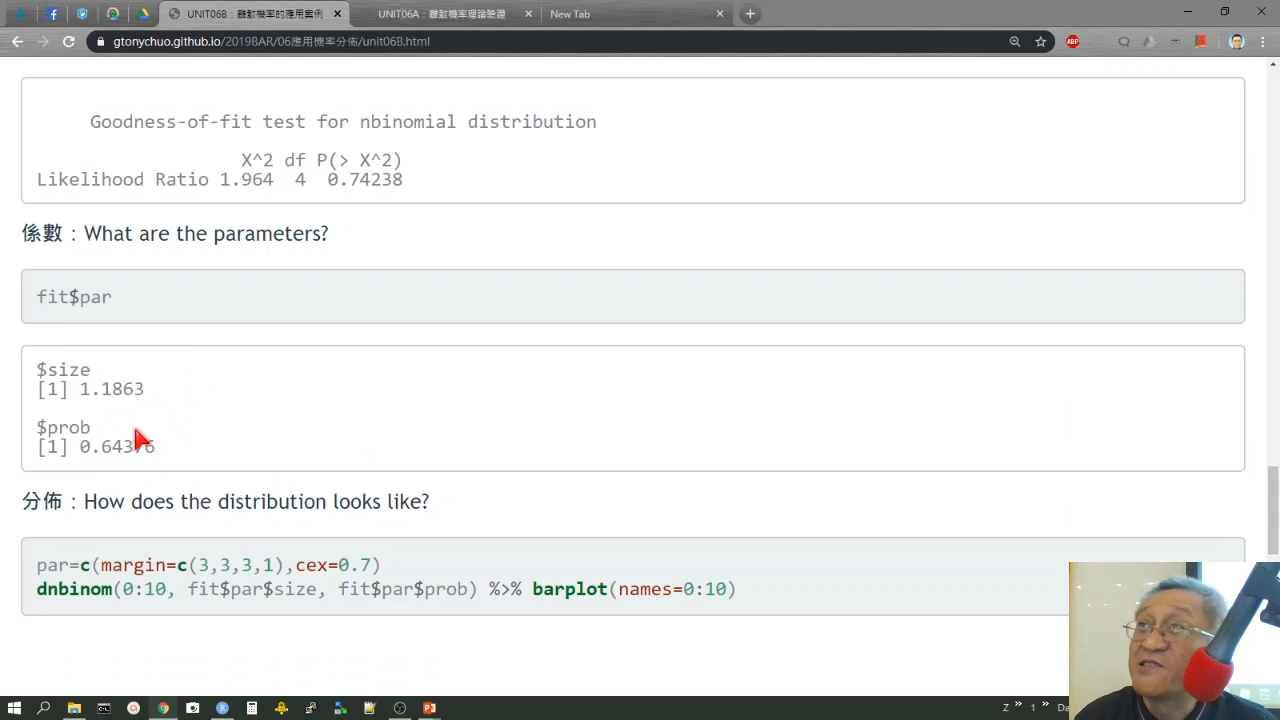 UNIT06B：離散機率的應用案例
UNIT06A：離散機率理論驗證
New Tab
gtonychuo.github.io/2019BAR/06應用機率分佈/unit06B.html
ABP
Goodness-of-fit test for nbinomial distribution
X^2 df P(> X^2)
Likelihood Ratio 1.964 4 0.74238
係數：What are the parameters?
fit$par
$size
[1] 1.1863
$prob
[1]
分佈：How does the distribution looks like?
par=c(margin=c(3,3,3,1),cex=0.7)
dnbinom(0:10, fit$par$size, fit$par$prob) %>% barplot(names=0:10)